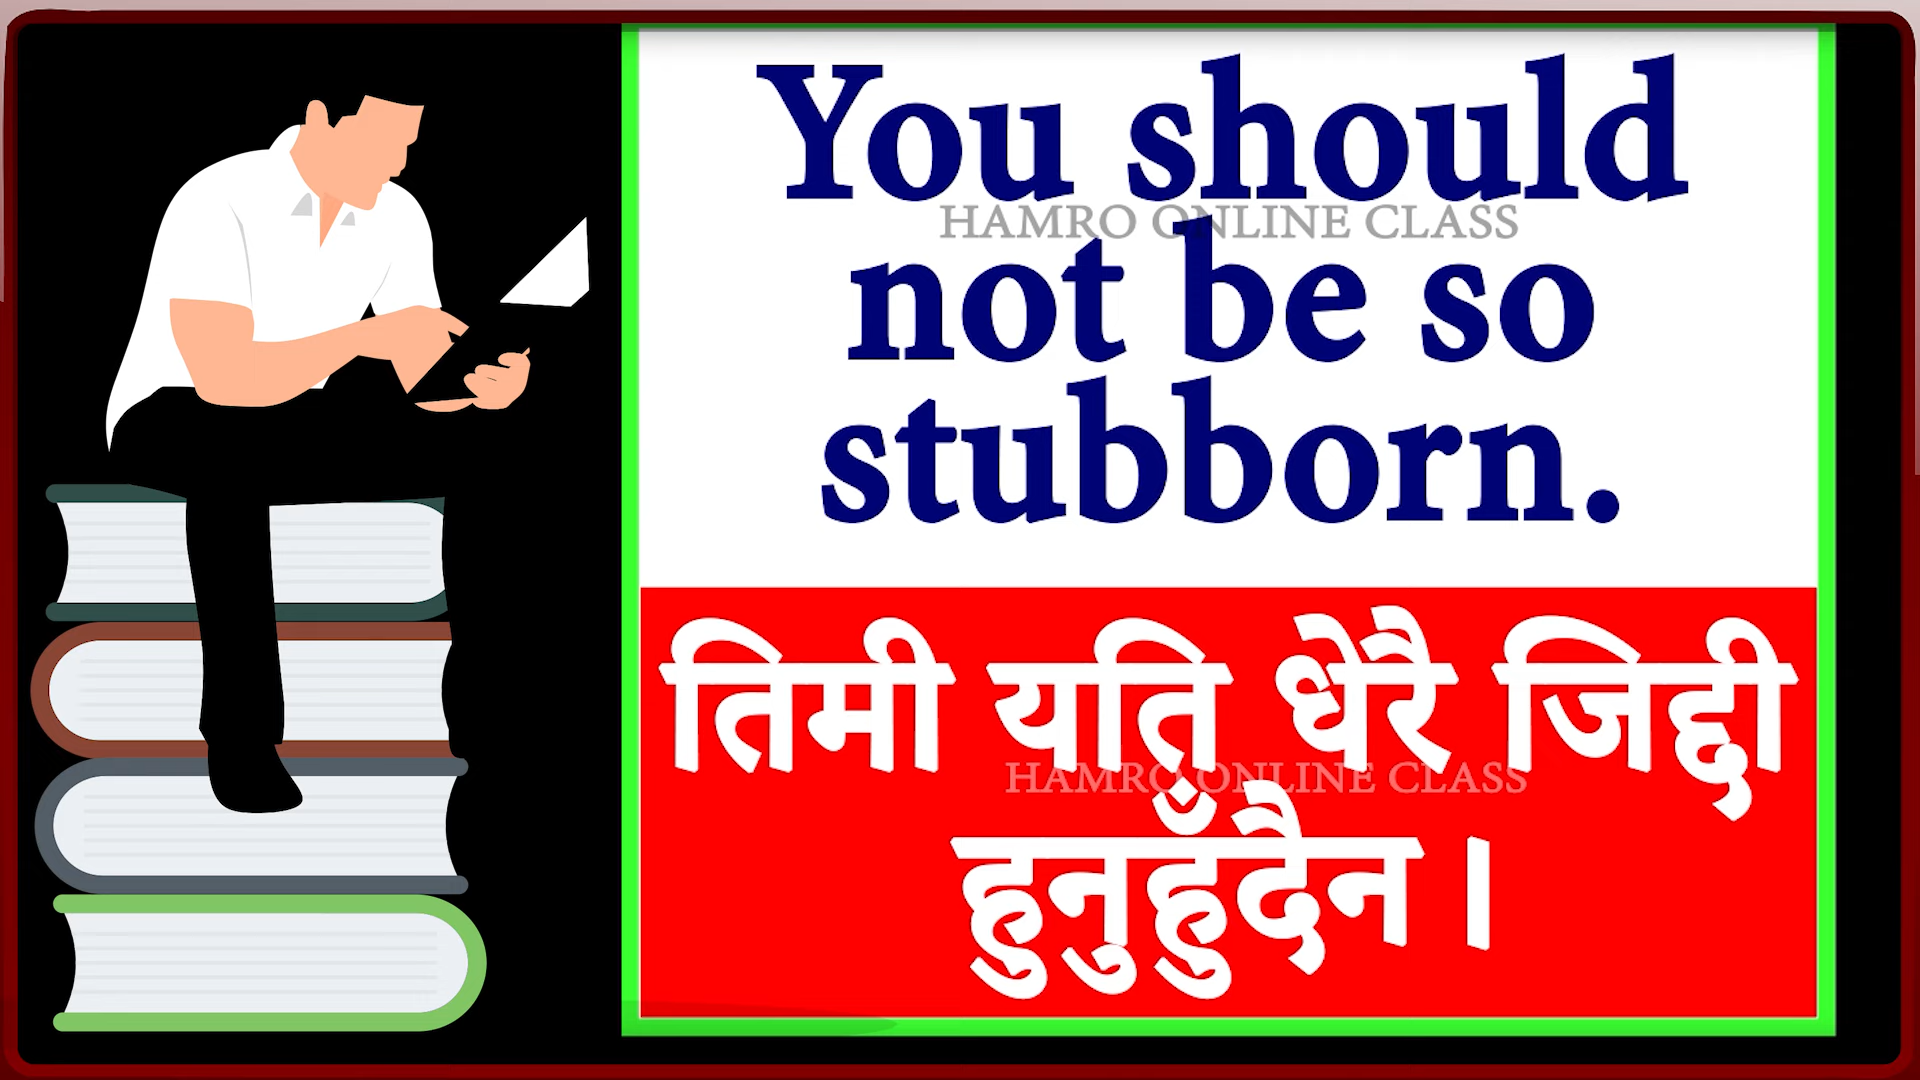 You should
HAMRO ONLINE CLASS
not be so
stubborn.
तिमी यति धेरै जिद्दी
HAMRO ONLINE CLASS
हुनुहुँदैन ।